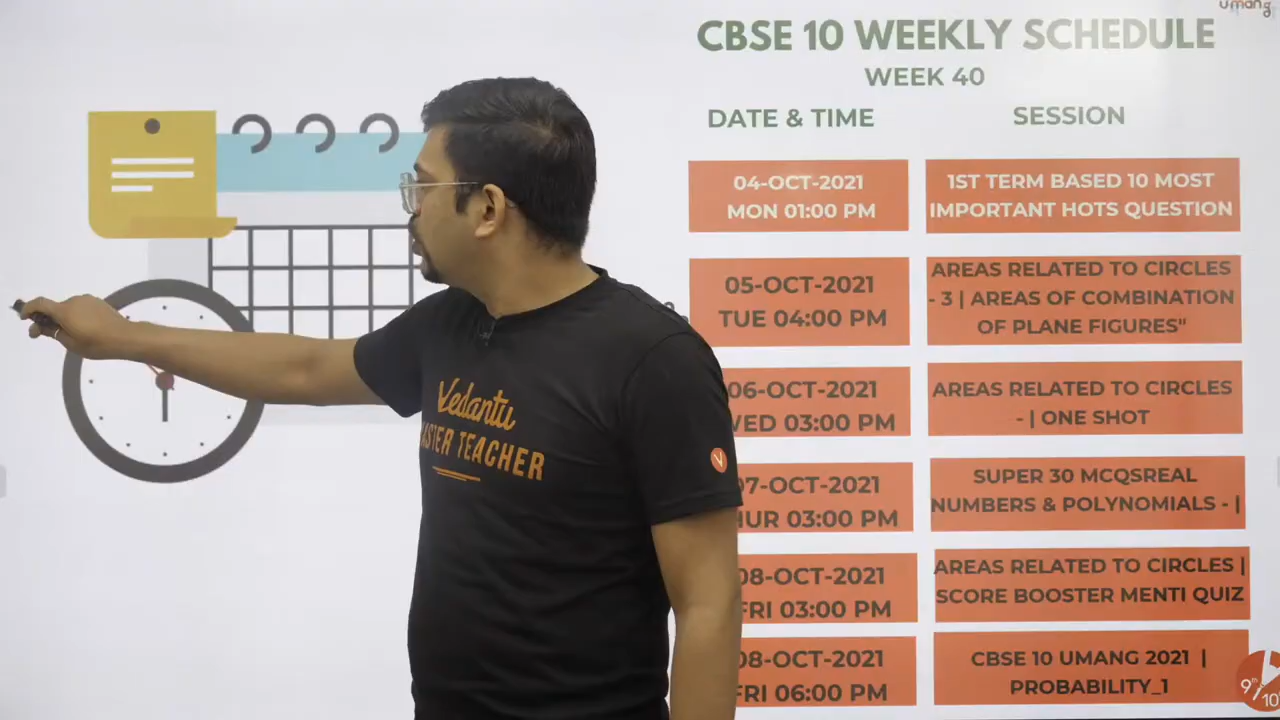 umang
CBSE 10 WEEKLY SCHEDULE
WEEK 40
DATE & TIME
SESSION
04-OCT-2021
MON 01:00 PM
1ST TERM BASED 10 MOST
IMPORTANT HOTS QUESTION
05-OCT-2021
TUE 04:00 PM
AREAS RELATED TO CIRCLES
- 3 | AREAS OF COMBINATION
OF PLANE FIGURES"
06-OCT-2021
WED 03:00 PM
AREAS RELATED TO CIRCLES
- | ONE SHOT
07-OCT-2021
THUR 03:00 PM
SUPER 30 MCQSREAL
NUMBERS & POLYNOMIALS - |
08-OCT-2021
FRI 03:00 PM
AREAS RELATED TO CIRCLES |
SCORE BOOSTER MENTI QUIZ
08-OCT-2021
FRI 06:00 PM
CBSE 10 UMANG 2021 |
PROBABILITY_1
Vedantu
MASTER TEACHER
V
9th 10th